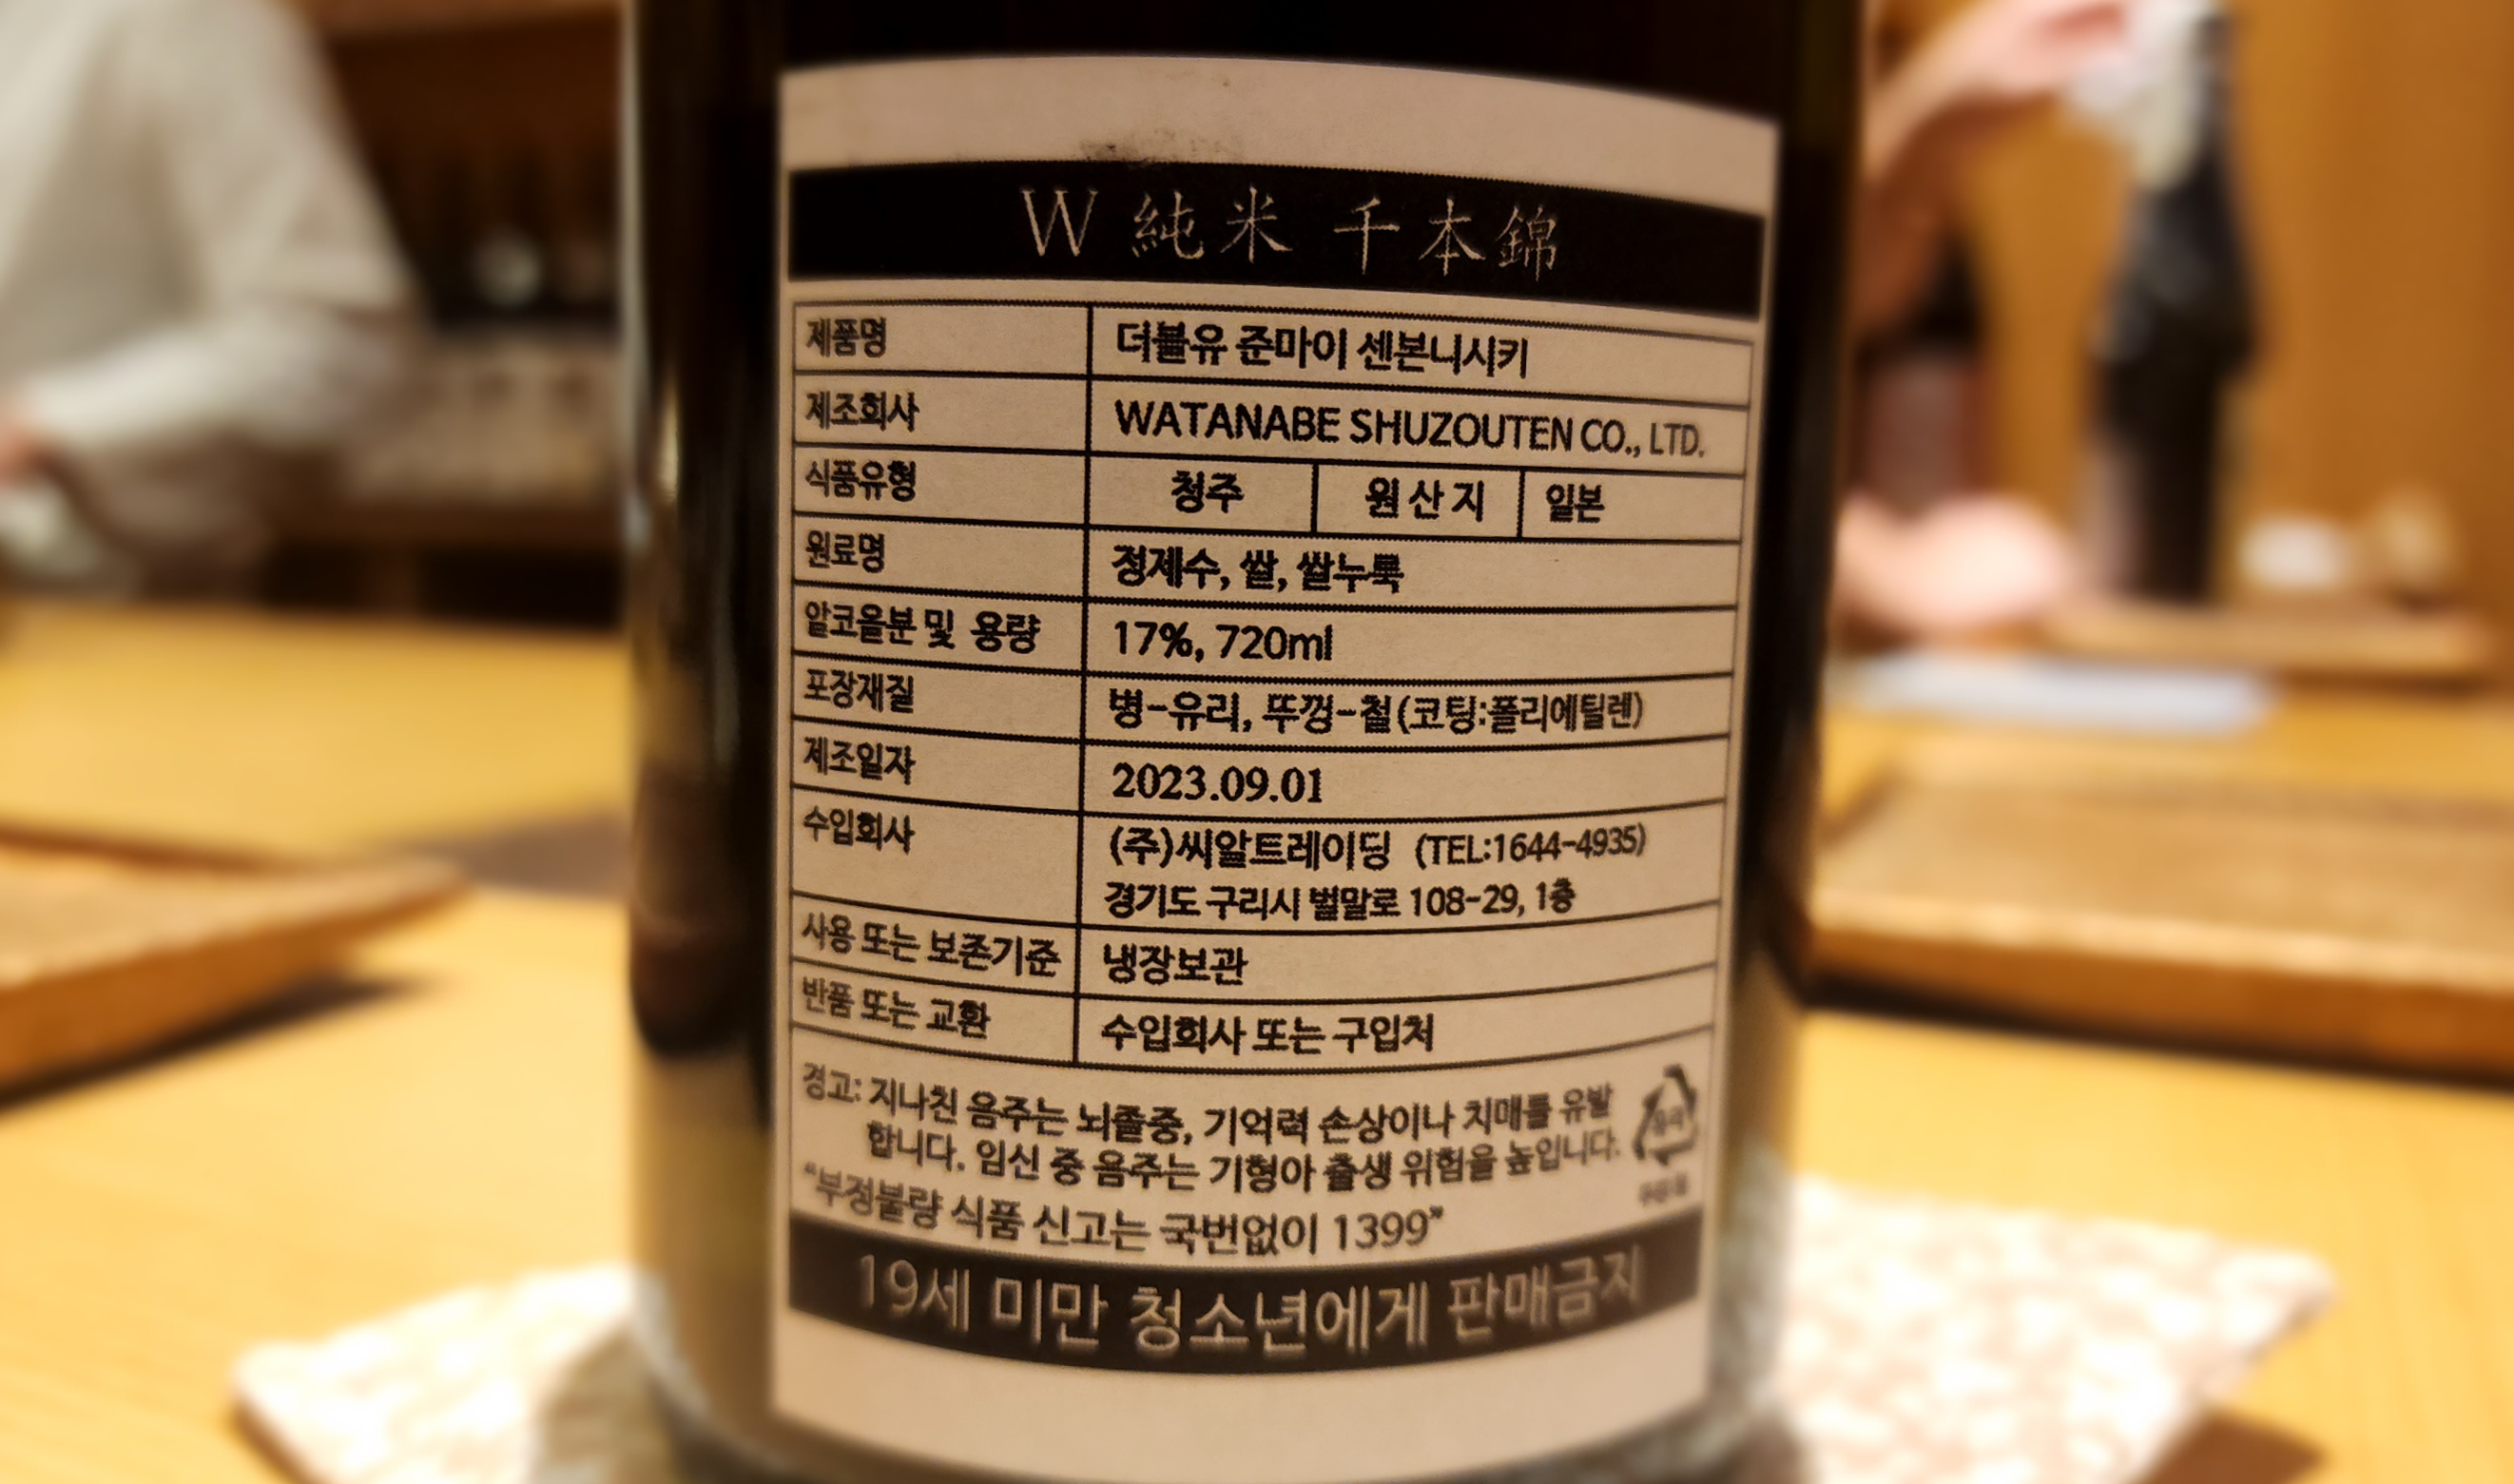 W 純米 千本錦
제품명 더블유 준마이 센본니시키
제조회사 WATANABE SHUZOUTEN CO., LTD.
식품유형 청주 원산지 일본
원료명 정제수, 쌀, 쌀누룩
알코올분 및 용량 17%, 720ml
포장재질 병-유리, 뚜껑-철(코팅:폴리에틸렌)
제조일자 2023.09.01
수입회사 (주)씨알트레이딩 (TEL:1644-4935)
경기도 구리시 벌말로 108-29, 1층
사용 또는 보존기준 냉장보관
반품 또는 교환 수입회사 또는 구입처
경고: 지나친 음주는 뇌졸중, 기억력 손상이나 치매를 유발
합니다. 임신 중 음주는 기형아 출생 위험을 높입니다.
유리
"부정불량 식품 신고는 국번없이 1399"
19세 미만 청소년에게 판매금지